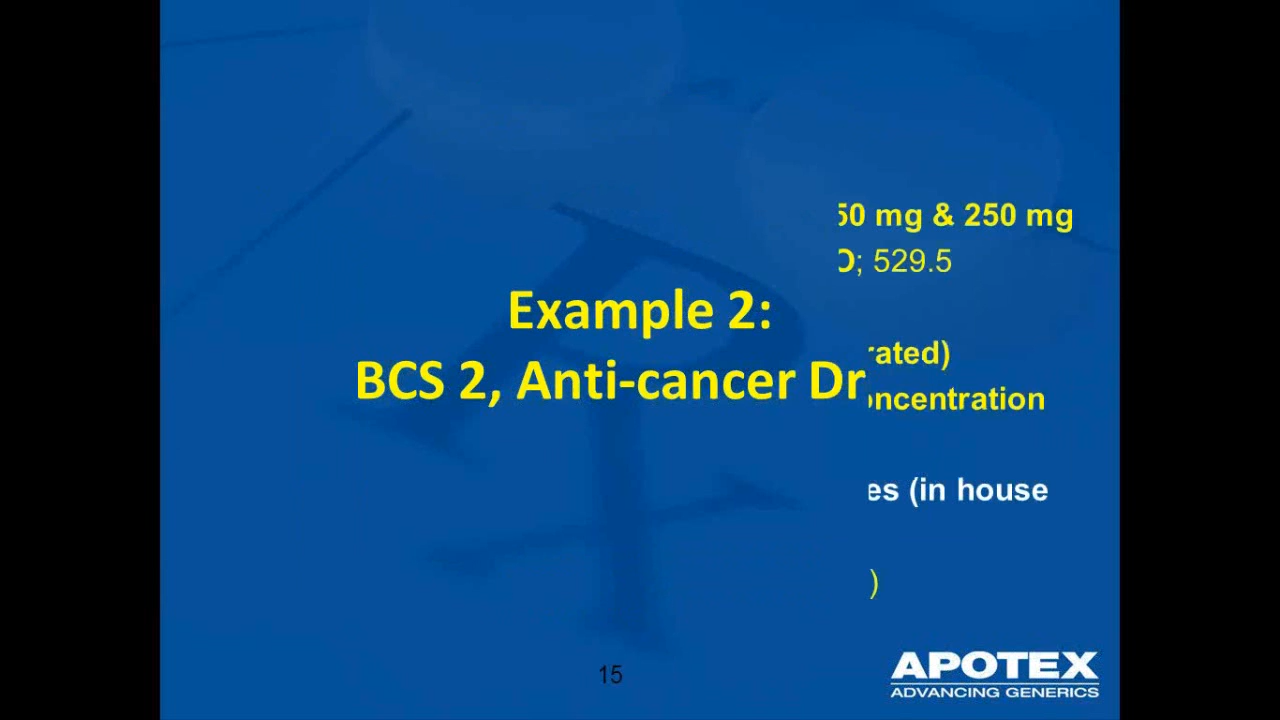 50 mg & 250 mg
; 529.5
Example 2:
rated)
BCS 2, Anti-cancer Dr
ncentration
es (in house
)
15
APOTEX
ADVANCING GENERICS